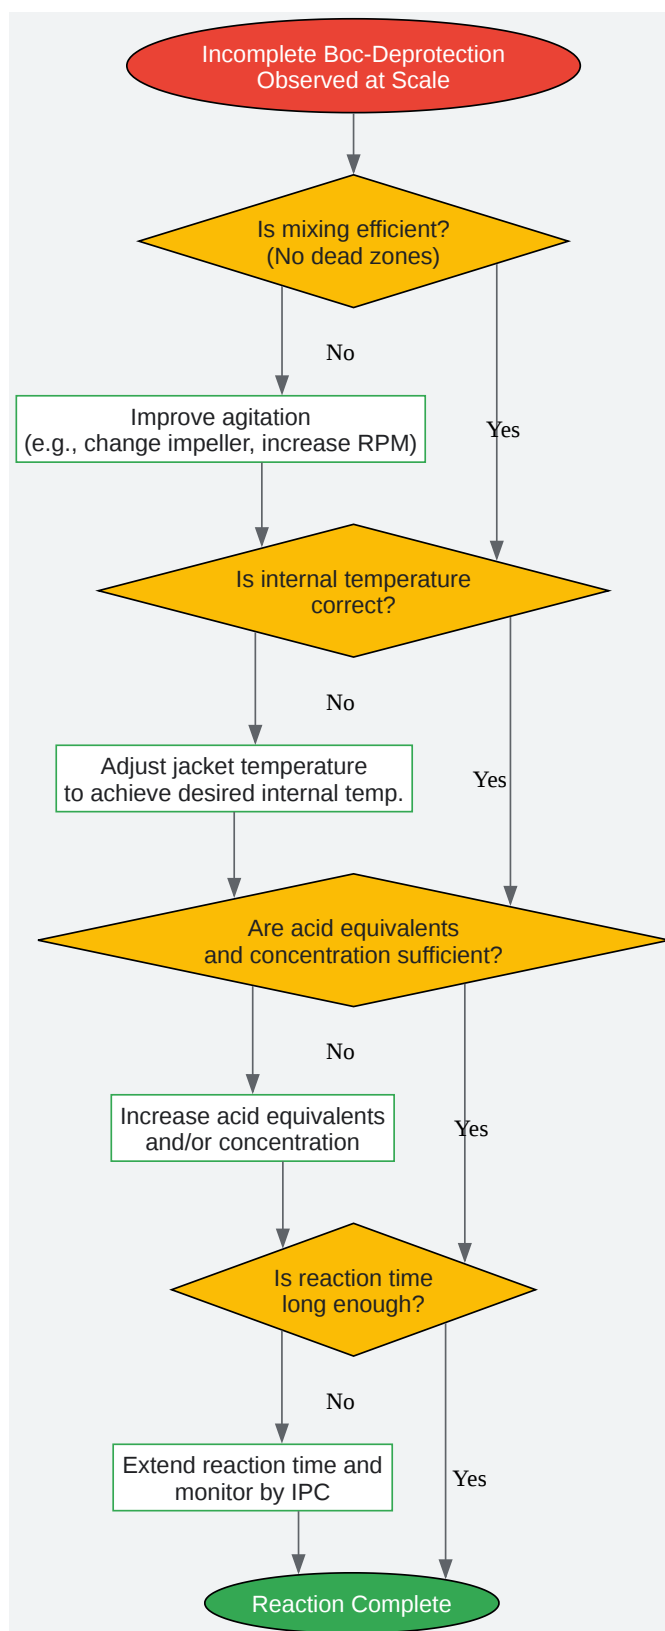 Incomplete Boc-Deprotection
Observed at Scale
Is mixing efficient?
(No dead zones)
No
Improve agitation
(e.g., change impeller, increase RPM)
Yes
Is internal temperature
correct?
No
Adjust jacket temperature
to achieve desired internal temp.
Yes
Are acid equivalents
and concentration sufficient?
No
Increase acid equivalents
and/or concentration
Yes
Is reaction time
long enough?
No
Extend reaction time and
monitor by IPC
Yes
Reaction Complete